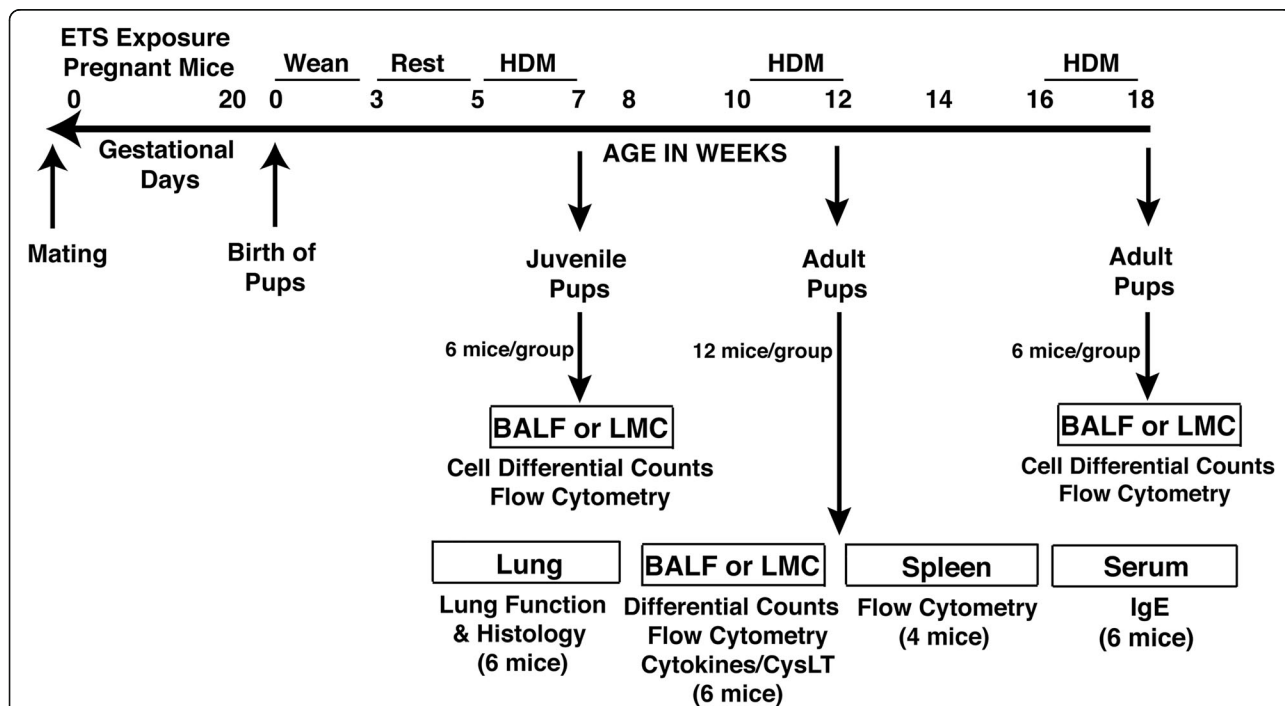 ETS Exposure
Pregnant Mice
Wean Rest HDM HDM HDM
0 20 0 3 5 7 8 10 12 14 16 18
Gestational
Days
AGE IN WEEKS
Mating
Birth of
Pups
Juvenile
Pups
Adult
Pups
Adult
Pups
6 mice/group
12 mice/group
6 mice/group
BALF or LMC
Cell Differential Counts
Flow Cytometry
BALF or LMC
Cell Differential Counts
Flow Cytometry
Lung
Lung Function
& Histology
(6 mice)
BALF or LMC
Differential Counts
Flow Cytometry
Cytokines/CysLT
(6 mice)
Spleen
Flow Cytometry
(4 mice)
Serum
IgE
(6 mice)